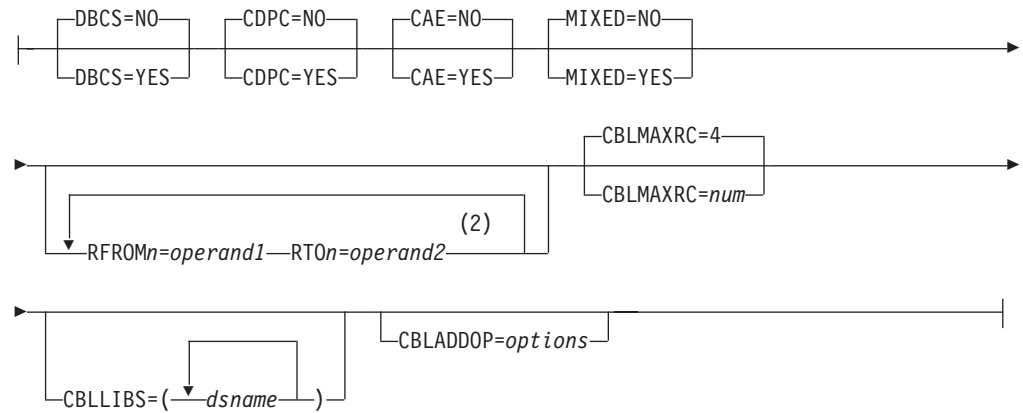 DBCS=NO CDPC=NO CAE=NO MIXED=NO
DBCS=YES CDPC=YES CAE=YES MIXED=YES
CBLMAXRC=4
CBLMAXRC=num
(2)
RFROMn=operand1 RTOn=operand2
CBLADDOP=options
CBLLIBS=( dsname )